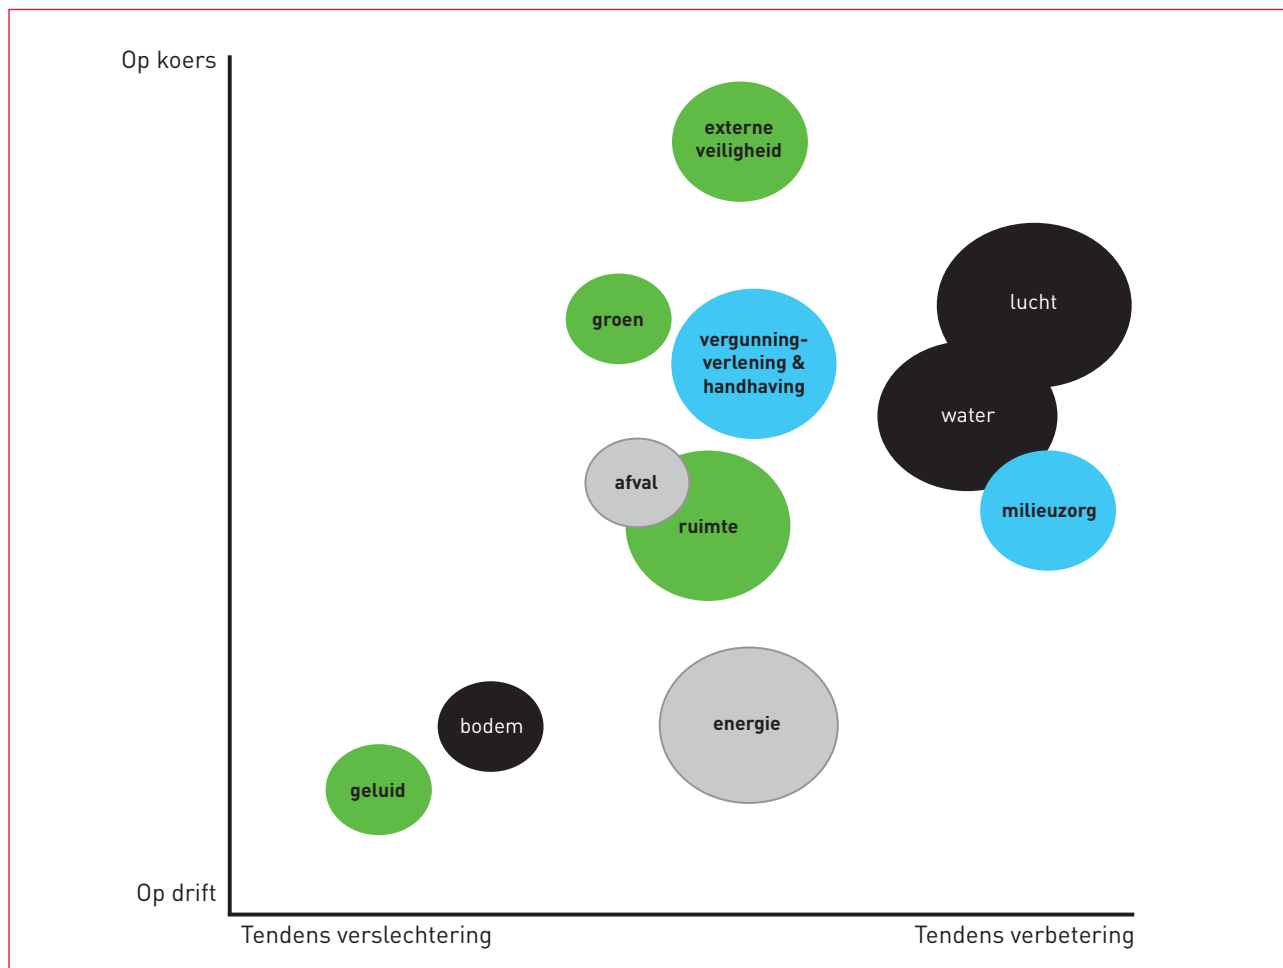 Op koers
externe
veiligheid
lucht
groen
vergunning-
verlening &
handhaving
water
afval
milieuzorg
ruimte
energie
bodem
geluid
Op drift
Tendens verslechtering
Tendens verbetering